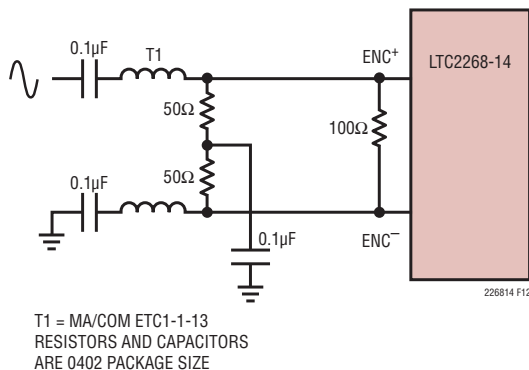 0.1µF
T1
ENC+
LTC2268-14
50Ω
100Ω
50Ω
0.1µF
0.1µF
ENC–
226814 F12
T1 = MA/COM ETC1-1-13
RESISTORS AND CAPACITORS
ARE 0402 PACKAGE SIZE